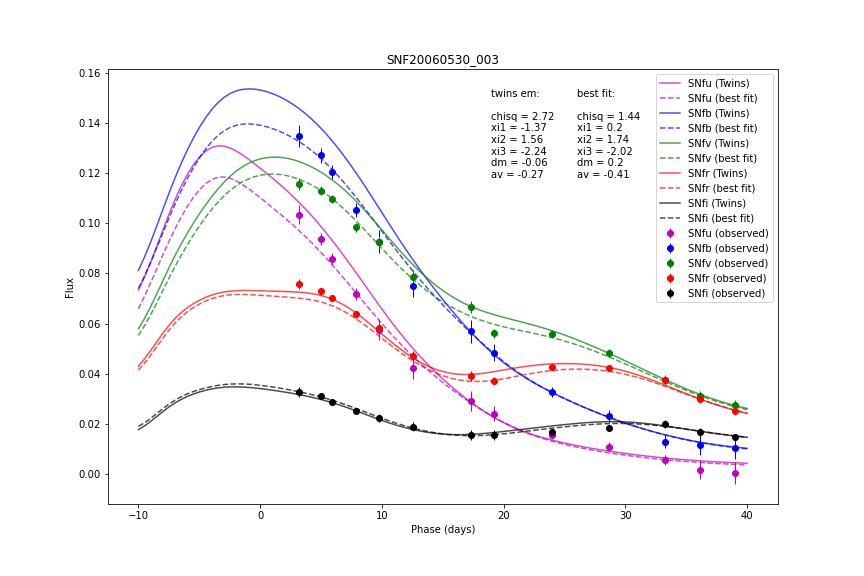 SNF20060530_003
twins em: best fit:
chisq = 2.72 chisq = 1.44
xi1 = -1.37 xi1 = 0.2
xi2 = 1.56 xi2 = 1.74
xi3 = -2.24 xi3 = -2.02
dm = -0.06 dm = 0.2
av = -0.27 av = -0.41
SNfu (Twins)
SNfu (best fit)
SNfb (Twins)
SNfb (best fit)
SNfv (Twins)
SNfv (best fit)
SNfr (Twins)
SNfr (best fit)
SNfi (Twins)
SNfi (best fit)
SNfu (observed)
SNfb (observed)
SNfv (observed)
SNfr (observed)
SNfi (observed)
0.16
0.14
0.12
0.10
0.08
0.06
0.04
0.02
0.00
Flux
−10 0 10 20 30 40
Phase (days)